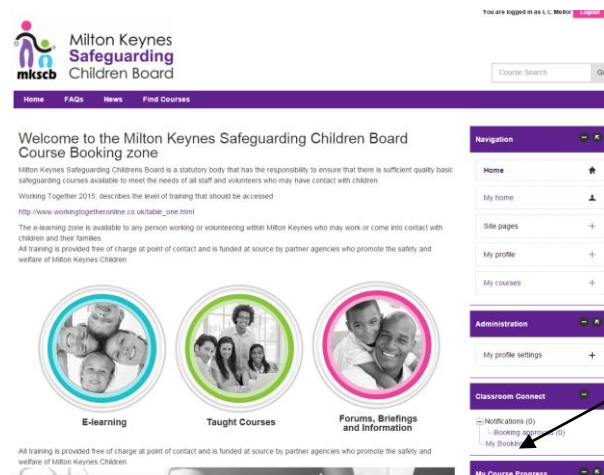 You are logged in as L C Mellor Logout
Milton Keynes
Safeguarding
Children Board
mkscb
Course Search
Home FAQs News Find Courses
Welcome to the Milton Keynes Safeguarding Children Board
Course Booking zone
Milton Keynes Safeguarding Childrens Board is a statutory body that has the responsibility to ensure that there is sufficient quality basic
safeguarding courses available to meet the needs of all staff and volunteers who may have contact with children.
Working Together 2015, describes the level of training that should be accessed
http://www.workingtogetheronline.co.uk/table_one.html
The e-learning zone is available to any person working or volunteering within Milton Keynes who may work or come into contact with
children and their families.
All training is provided free of charge at point of contact and is funded at source by partner agencies who promote the safety and
welfare of Milton Keynes Children
E-learning
Taught Courses
Forums, Briefings
and Information
All training is provided free of charge at point of contact and is funded at source by partner agencies who promote the safety and
welfare of Milton Keynes Children
Navigation
Home
My home
Site pages
My profile
My courses
Administration
My profile settings
Classroom Connect
Notifications (0)
Booking approvals (0)
My Course Progress